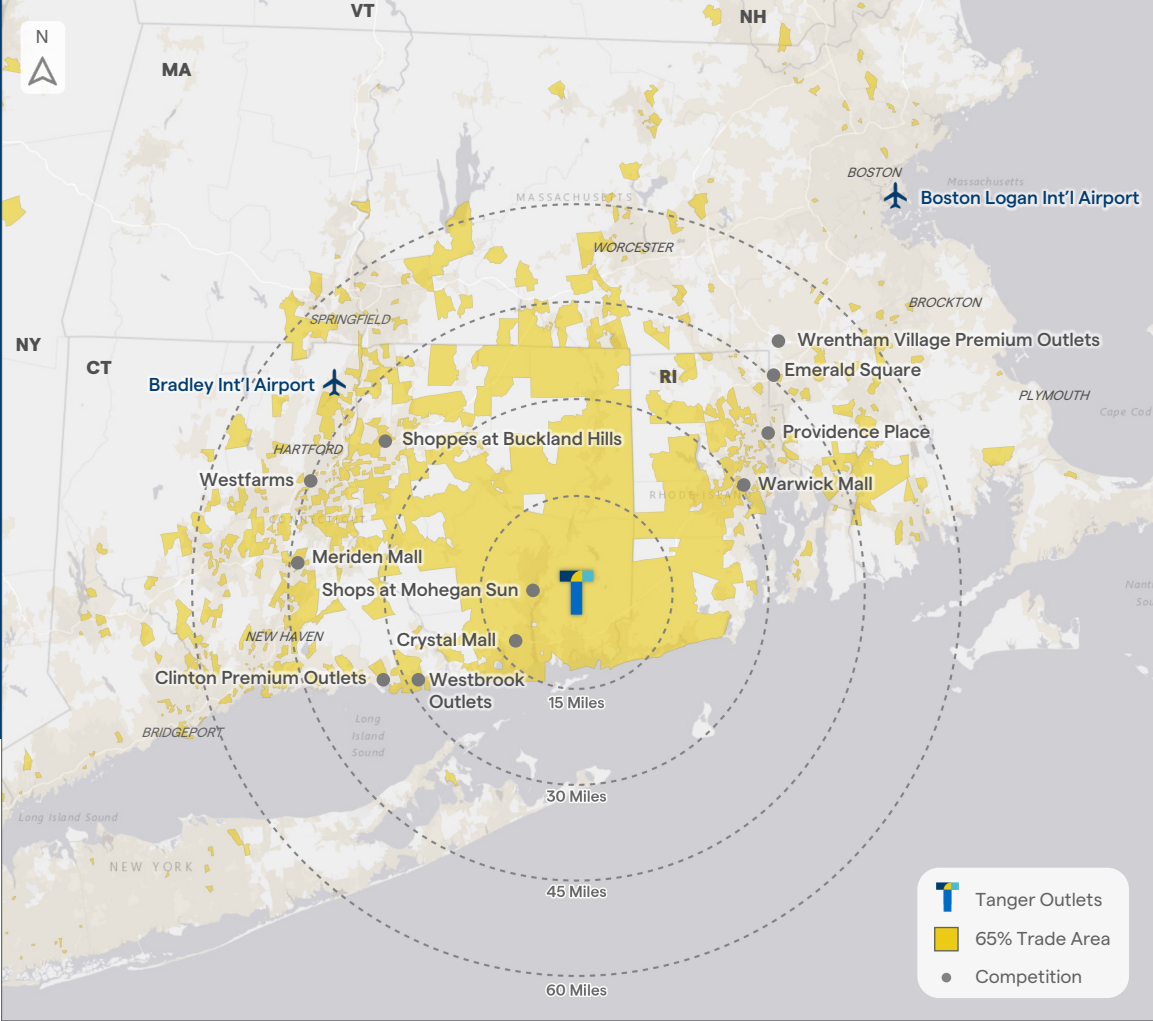 VT
NH
N
MA
BOSTON
Massachusetts
Boston Logan Int'l Airport
MASSACHUSETTS
WORCESTER
BROCKTON
SPRINGFIELD
NY
Wrentham Village Premium Outlets
CT
RI
Emerald Square
Bradley Int'l Airport
PLYMOUTH
Cape Cod
Providence Place
Shoppes at Buckland Hills
HARTFORD
Westfarms
Warwick Mall
RHODE ISLAND
CONNECTICUT
Meriden Mall
Shops at Mohegan Sun
Nant
Sou
NEW HAVEN
Crystal Mall
Clinton Premium Outlets
Westbrook
Outlets
15 Miles
Long
Island
Sound
BRIDGEPORT
30 Miles
Long Island Sound
NEW YORK
45 Miles
60 Miles
Tanger Outlets
65% Trade Area
Competition